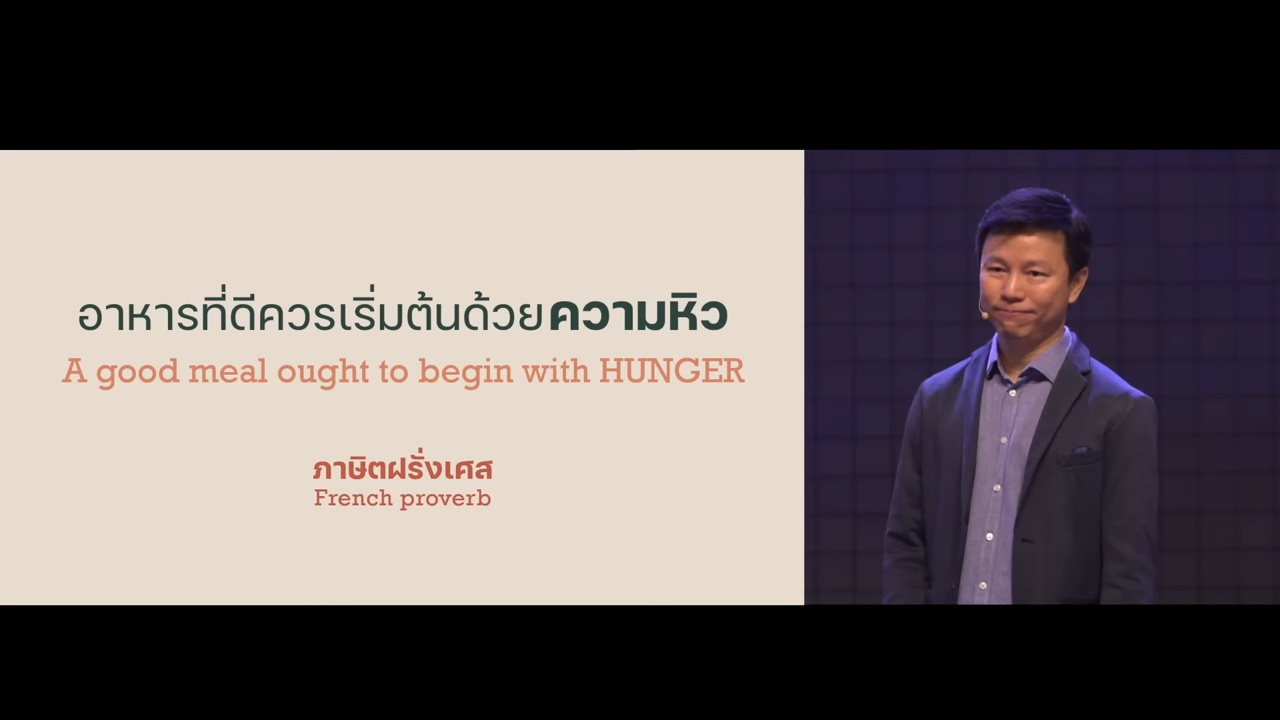 อาหารที่ดีควรเริ่มต้นด้วยความหิว
A good meal ought to begin with HUNGER
ภาษิตฝรั่งเศส
French proverb